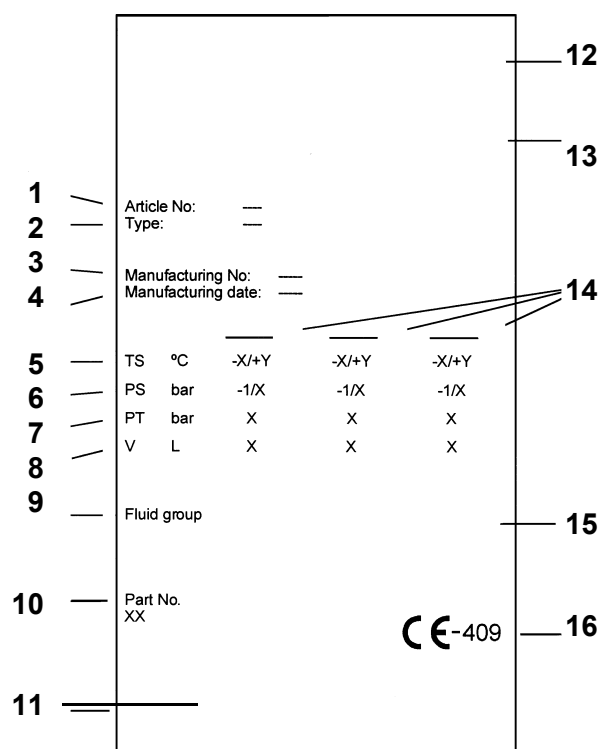 12
13
1
Article No: ----
2
Type: ----
3
Manufacturing No: ----
4
Manufacturing date: ----
14
5
TS ºC -X/+Y -X/+Y -X/+Y
6
PS bar -1/X -1/X -1/X
7
PT bar X X X
8
V L X X X
9
Fluid group
15
10
Part No.
XX
CE-409
16
11